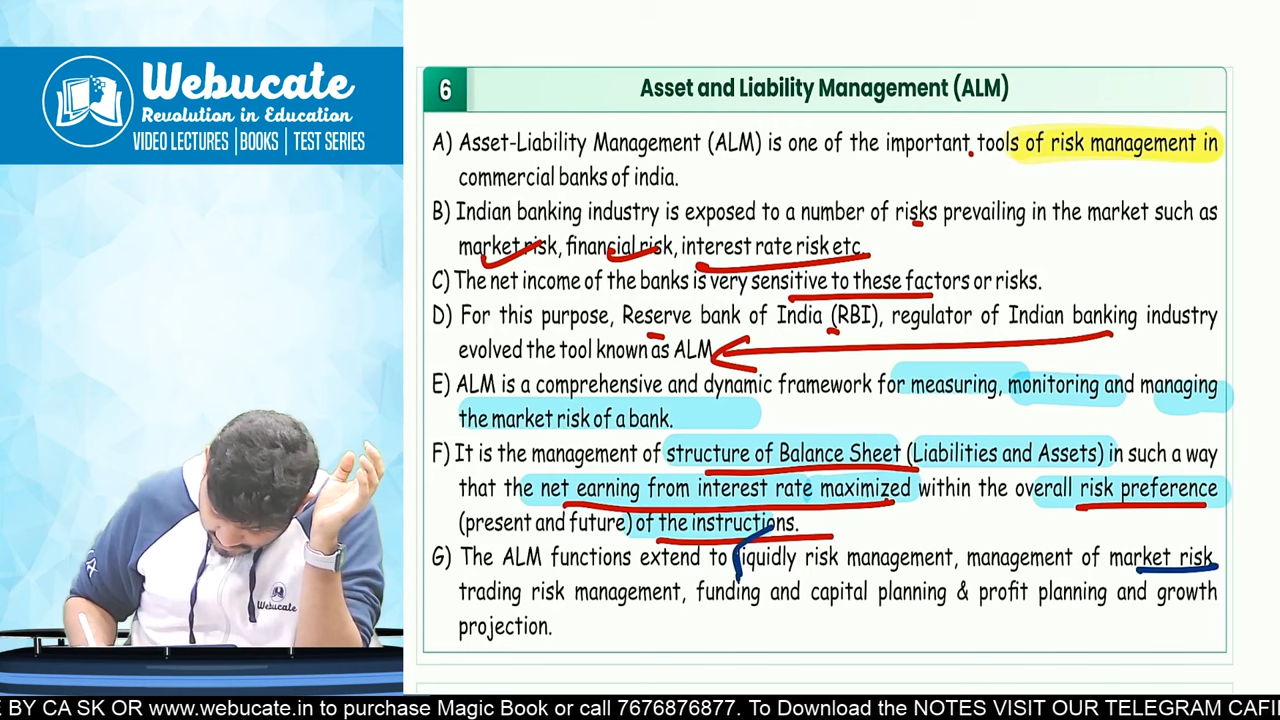 Webucate
Revolution in Education
VIDEO LECTURES | BOOKS | TEST SERIES
6 Asset and Liability Management (ALM)
A) Asset-Liability Management (ALM) is one of the important tools of risk management in
commercial banks of india.
B) Indian banking industry is exposed to a number of risks prevailing in the market such as
market risk, financial risk, interest rate risk etc.
C) The net income of the banks is very sensitive to these factors or risks.
D) For this purpose, Reserve bank of India (RBI), regulator of Indian banking industry
evolved the tool known as ALM
E) ALM is a comprehensive and dynamic framework for measuring, monitoring and managing
the market risk of a bank.
F) It is the management of structure of Balance Sheet (Liabilities and Assets) in such a way
that the net earning from interest rate maximized within the overall risk preference
(present and future) of the instructions.
G) The ALM functions extend to liquidly risk management, management of market risk,
trading risk management, funding and capital planning & profit planning and growth
projection.
Webucate
E BY CA SK OR www.webucate.in to purchase Magic Book or call 7676876877. To Download the NOTES VISIT OUR TELEGRAM CAFI